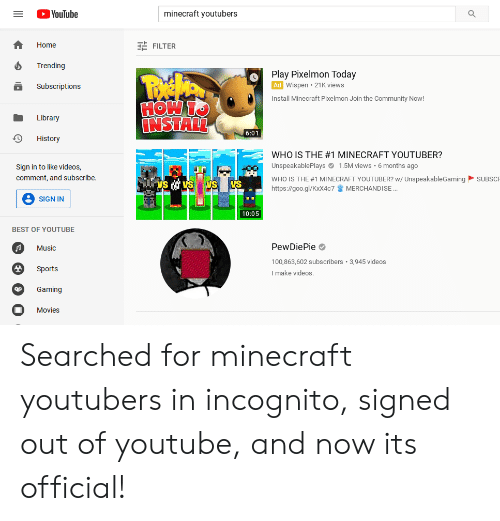 YouTube
minecraft youtubers
Home
FILTER
Trending
Subscriptions
Library
History
Sign in to like videos,
comment, and subscribe.
SIGN IN
BEST OF YOUTUBE
Music
Sports
Gaming
Movies
Pixelmon
HOW TO
INSTALL
6:01
Play Pixelmon Today
Ad Wispen • 21K views
Install Minecraft Pixelmon Join the Community Now!
VS VS VS VS
10:05
WHO IS THE #1 MINECRAFT YOUTUBER?
UnspeakablePlays 1.5M views • 6 months ago
WHO IS THE #1 MINECRAFT YOUTUBER? w/ UnspeakableGaming SUBSCR
https://goo.gl/KxX4c7 MERCHANDISE ...
PewDiePie
100,863,602 subscribers • 3,945 videos
I make videos.
Searched for minecraft
youtubers in incognito, signed
out of youtube, and now its
official!